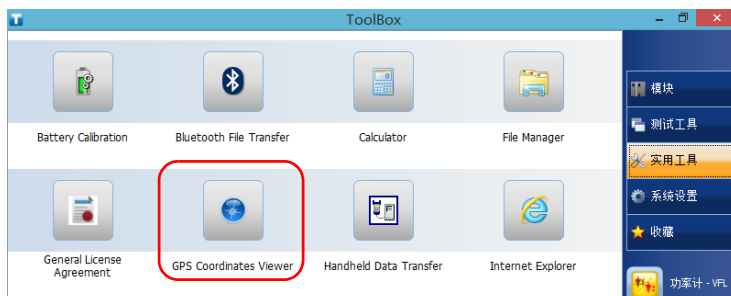 ToolBox
Battery Calibration
Bluetooth File Transfer
Calculator
File Manager
General License
Agreement
GPS Coordinates Viewer
Handheld Data Transfer
Internet Explorer
模块
测试工具
实用工具
系统设置
收藏
功率计 - VFL